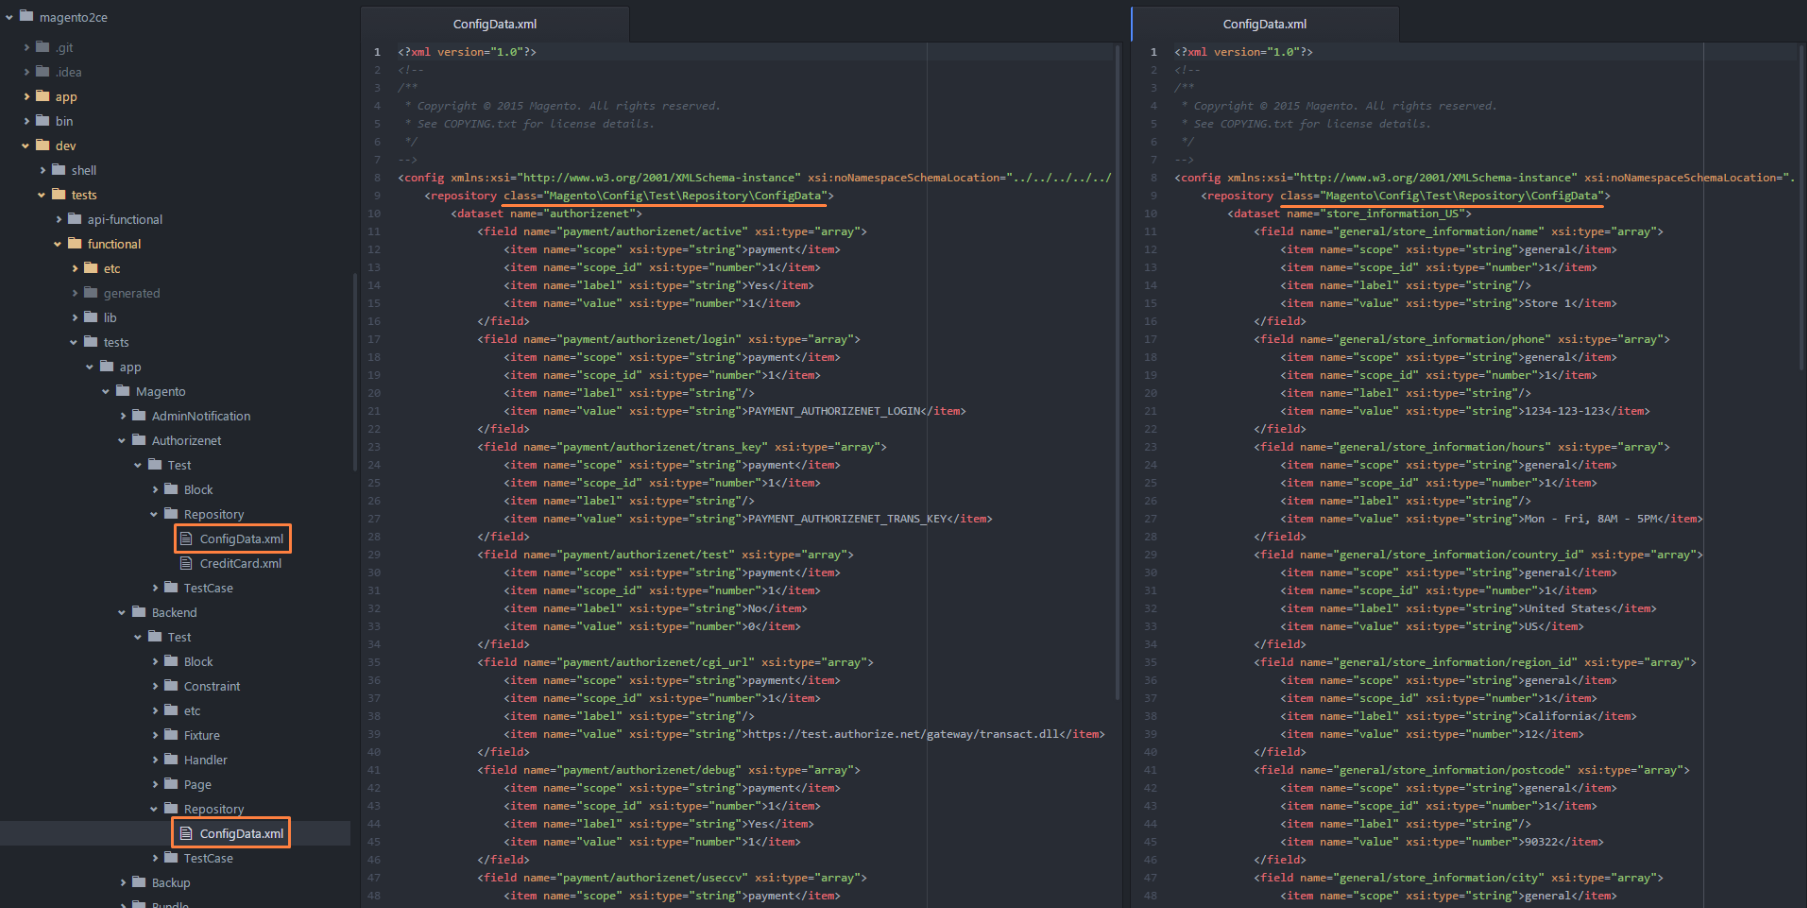 magento2ce
.git
.idea
app
bin
dev
shell
tests
api-functional
functional
etc
generated
lib
tests
app
Magento
AdminNotification
Authorizenet
Test
Block
Repository
ConfigData.xml
CreditCard.xml
TestCase
Backend
Test
Block
Constraint
etc
Fixture
Handler
Page
Repository
ConfigData.xml
TestCase
Backup
Bundle
ConfigData.xml
1 <?xml version="1.0"?>
2 <!--
3 /**
4  * Copyright © 2015 Magento. All rights reserved.
5  * See COPYING.txt for license details.
6  */
7 -->
8 <config xmlns:xsi="http://www.w3.org/2001/XMLSchema-instance" xsi:noNamespaceSchemaLocation="../../../../../
9 <repository class="Magento\Config\Test\Repository\ConfigData">
10 <dataset name="authorizenet">
11 <field name="payment/authorizenet/active" xsi:type="array">
12 <item name="scope" xsi:type="string">payment</item>
13 <item name="scope_id" xsi:type="number">1</item>
14 <item name="label" xsi:type="string">Yes</item>
15 <item name="value" xsi:type="number">1</item>
16 </field>
17 <field name="payment/authorizenet/login" xsi:type="array">
18 <item name="scope" xsi:type="string">payment</item>
19 <item name="scope_id" xsi:type="number">1</item>
20 <item name="label" xsi:type="string"/>
21 <item name="value" xsi:type="string">PAYMENT_AUTHORIZENET_LOGIN</item>
22 </field>
23 <field name="payment/authorizenet/trans_key" xsi:type="array">
24 <item name="scope" xsi:type="string">payment</item>
25 <item name="scope_id" xsi:type="number">1</item>
26 <item name="label" xsi:type="string"/>
27 <item name="value" xsi:type="string">PAYMENT_AUTHORIZENET_TRANS_KEY</item>
28 </field>
29 <field name="payment/authorizenet/test" xsi:type="array">
30 <item name="scope" xsi:type="string">payment</item>
31 <item name="scope_id" xsi:type="number">1</item>
32 <item name="label" xsi:type="string">No</item>
33 <item name="value" xsi:type="number">0</item>
34 </field>
35 <field name="payment/authorizenet/cgi_url" xsi:type="array">
36 <item name="scope" xsi:type="string">payment</item>
37 <item name="scope_id" xsi:type="number">1</item>
38 <item name="label" xsi:type="string"/>
39 <item name="value" xsi:type="string">https://test.authorize.net/gateway/transact.dll</item>
40 </field>
41 <field name="payment/authorizenet/debug" xsi:type="array">
42 <item name="scope" xsi:type="string">payment</item>
43 <item name="scope_id" xsi:type="number">1</item>
44 <item name="label" xsi:type="string">Yes</item>
45 <item name="value" xsi:type="number">1</item>
46 </field>
47 <field name="payment/authorizenet/useccv" xsi:type="array">
48 <item name="scope" xsi:type="string">payment</item>
ConfigData.xml
1 <?xml version="1.0"?>
2 <!--
3 /**
4  * Copyright © 2015 Magento. All rights reserved.
5  * See COPYING.txt for license details.
6  */
7 -->
8 <config xmlns:xsi="http://www.w3.org/2001/XMLSchema-instance" xsi:noNamespaceSchemaLocation=".
9 <repository class="Magento\Config\Test\Repository\ConfigData">
10 <dataset name="store_information_US">
11 <field name="general/store_information/name" xsi:type="array">
12 <item name="scope" xsi:type="string">general</item>
13 <item name="scope_id" xsi:type="number">1</item>
14 <item name="label" xsi:type="string"/>
15 <item name="value" xsi:type="string">Store 1</item>
16 </field>
17 <field name="general/store_information/phone" xsi:type="array">
18 <item name="scope" xsi:type="string">general</item>
19 <item name="scope_id" xsi:type="number">1</item>
20 <item name="label" xsi:type="string"/>
21 <item name="value" xsi:type="string">1234-123-123</item>
22 </field>
23 <field name="general/store_information/hours" xsi:type="array">
24 <item name="scope" xsi:type="string">general</item>
25 <item name="scope_id" xsi:type="number">1</item>
26 <item name="label" xsi:type="string"/>
27 <item name="value" xsi:type="string">Mon - Fri, 8AM - 5PM</item>
28 </field>
29 <field name="general/store_information/country_id" xsi:type="array">
30 <item name="scope" xsi:type="string">general</item>
31 <item name="scope_id" xsi:type="number">1</item>
32 <item name="label" xsi:type="string">United States</item>
33 <item name="value" xsi:type="string">US</item>
34 </field>
35 <field name="general/store_information/region_id" xsi:type="array">
36 <item name="scope" xsi:type="string">general</item>
37 <item name="scope_id" xsi:type="number">1</item>
38 <item name="label" xsi:type="string">California</item>
39 <item name="value" xsi:type="number">12</item>
40 </field>
41 <field name="general/store_information/postcode" xsi:type="array">
42 <item name="scope" xsi:type="string">general</item>
43 <item name="scope_id" xsi:type="number">1</item>
44 <item name="label" xsi:type="string"/>
45 <item name="value" xsi:type="string">90322</item>
46 </field>
47 <field name="general/store_information/city" xsi:type="array">
48 <item name="scope" xsi:type="string">general</item>